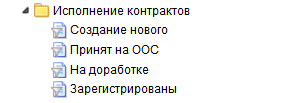 Исполнение контрактов
Создание нового
Принят на ООС
На доработке
Зарегистрированы